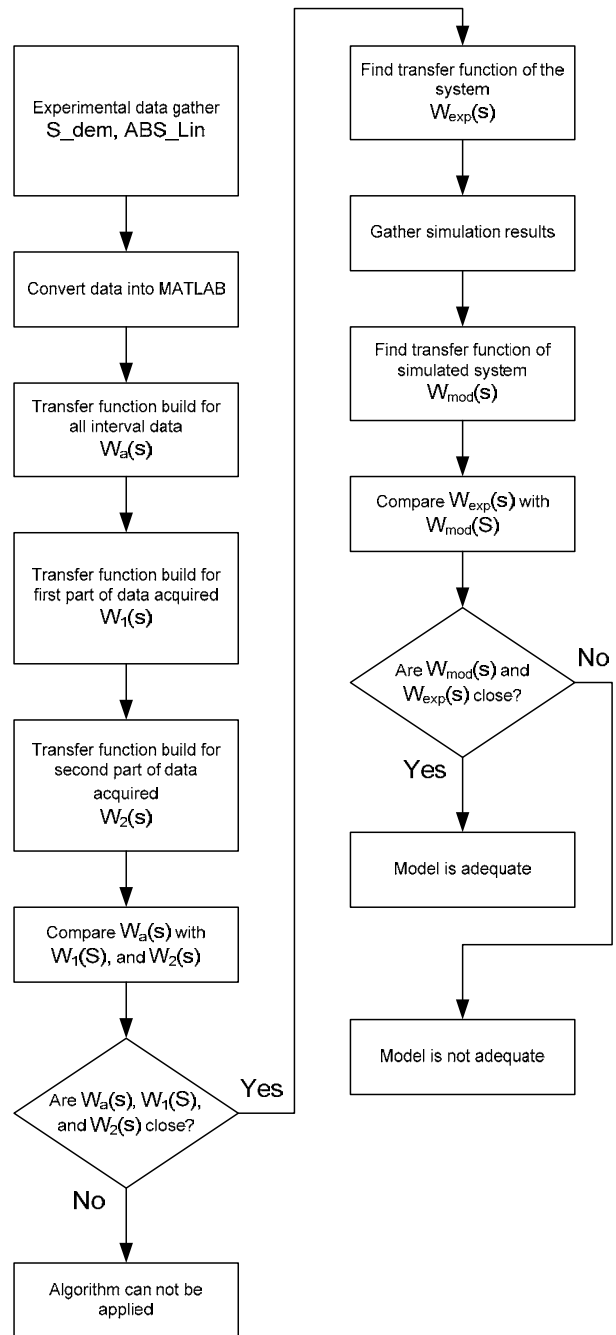 Experimental data gather
S_dem, ABS_Lin
Convert data into MATLAB
Transfer function build for
all interval data
Wa(s)
Transfer function build for
first part of data acquired
W1(s)
Transfer function build for
second part of data
acquired
W2(s)
Compare Wa(s) with
W1(S), and W2(s)
Are Wa(s), W1(S),
and W2(s) close?
Yes
No
Algorithm can not be
applied
Find transfer function of the
system
Wexp(s)
Gather simulation results
Find transfer function of
simulated system
Wmod(s)
Compare Wexp(s) with
Wmod(S)
Are Wmod(s) and
Wexp(s) close?
No
Yes
Model is adequate
Model is not adequate